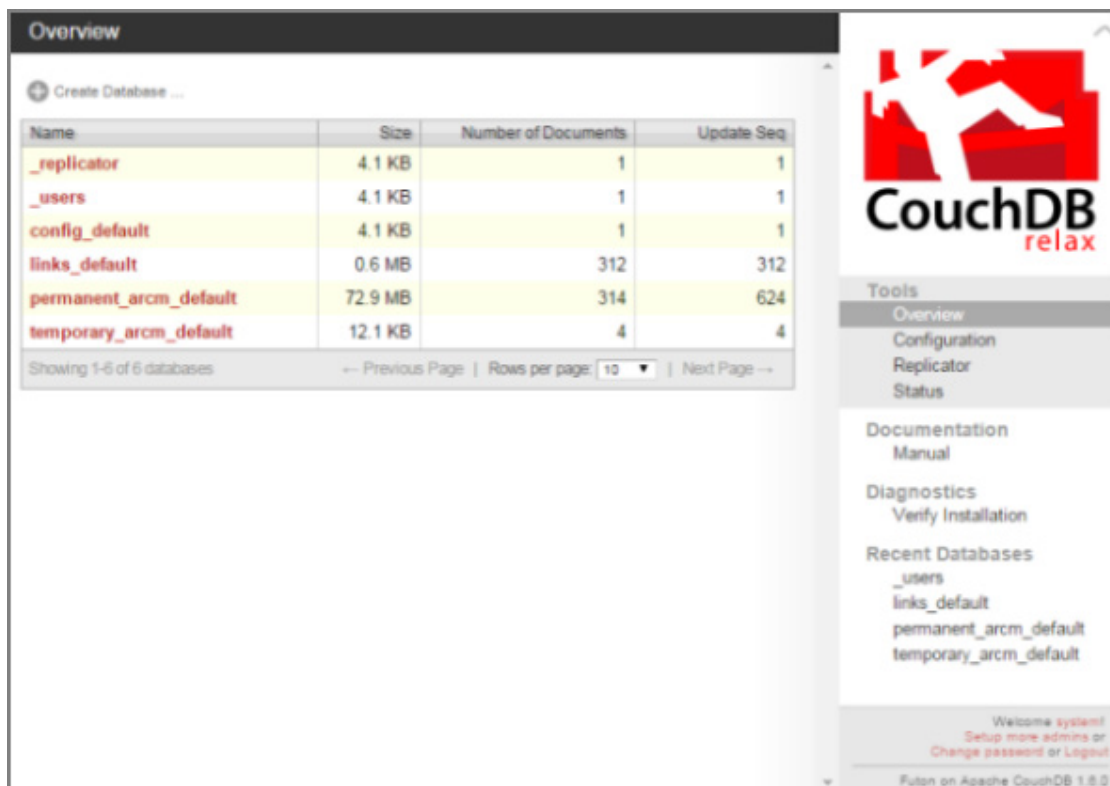 Overview
Create Database ...
Name Size Number of Documents Update Seq
_replicator 4.1 KB 1 1
_users 4.1 KB 1 1
config_default 4.1 KB 1 1
links_default 0.6 MB 312 312
permanent_arcm_default 72.9 MB 314 624
temporary_arcm_default 12.1 KB 4 4
Showing 1-6 of 6 databases ← Previous Page | Rows per page: 10 | Next Page →
CouchDB
relax
Tools
Overview
Configuration
Replicator
Status
Documentation
Manual
Diagnostics
Verify Installation
Recent Databases
_users
links_default
permanent_arcm_default
temporary_arcm_default
Welcome system!
Setup more admins or
Change password or Logout
Futon on Apache CouchDB 1.6.0